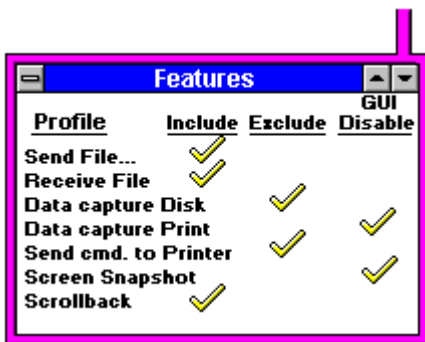 Features
GUI
Profile Include Exclude Disable
Send File...
Receive File
Data capture Disk
Data capture Print
Send cmd. to Printer
Screen Snapshot
Scrollback